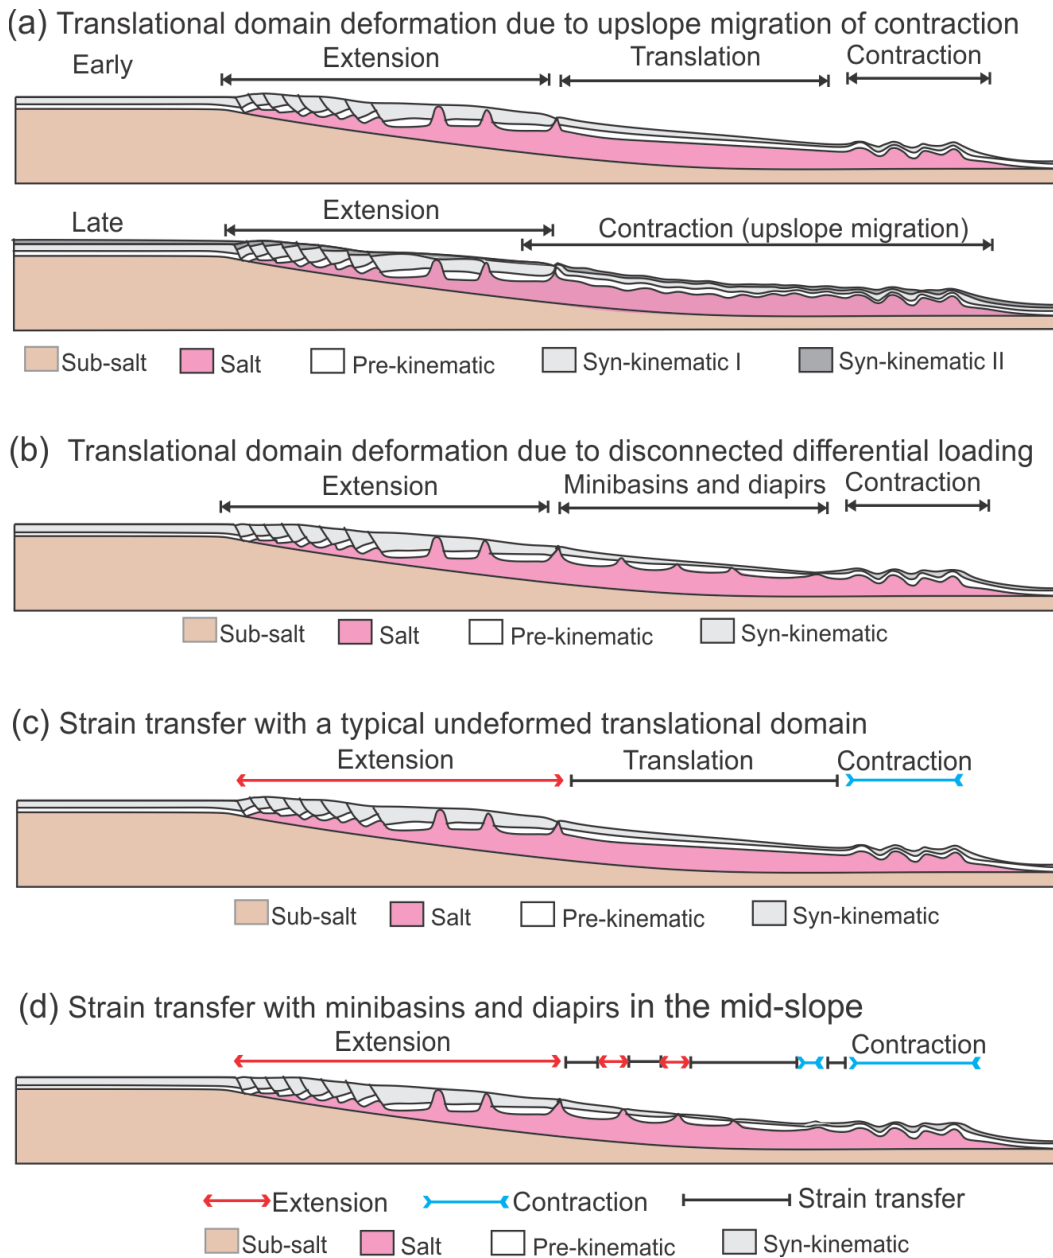 (a) Translational domain deformation due to upslope migration of contraction
Early
Extension
Translation
Contraction
Late
Extension
Contraction (upslope migration)
Sub-salt
Salt
Pre-kinematic
Syn-kinematic I
Syn-kinematic II
(b) Translational domain deformation due to disconnected differential loading
Extension
Minibasins and diapirs
Contraction
Sub-salt
Salt
Pre-kinematic
Syn-kinematic
(c) Strain transfer with a typical undeformed translational domain
Extension
Translation
Contraction
Sub-salt
Salt
Pre-kinematic
Syn-kinematic
(d) Strain transfer with minibasins and diapirs in the mid-slope
Extension
Contraction
Extension
Contraction
Strain transfer
Sub-salt
Salt
Pre-kinematic
Syn-kinematic